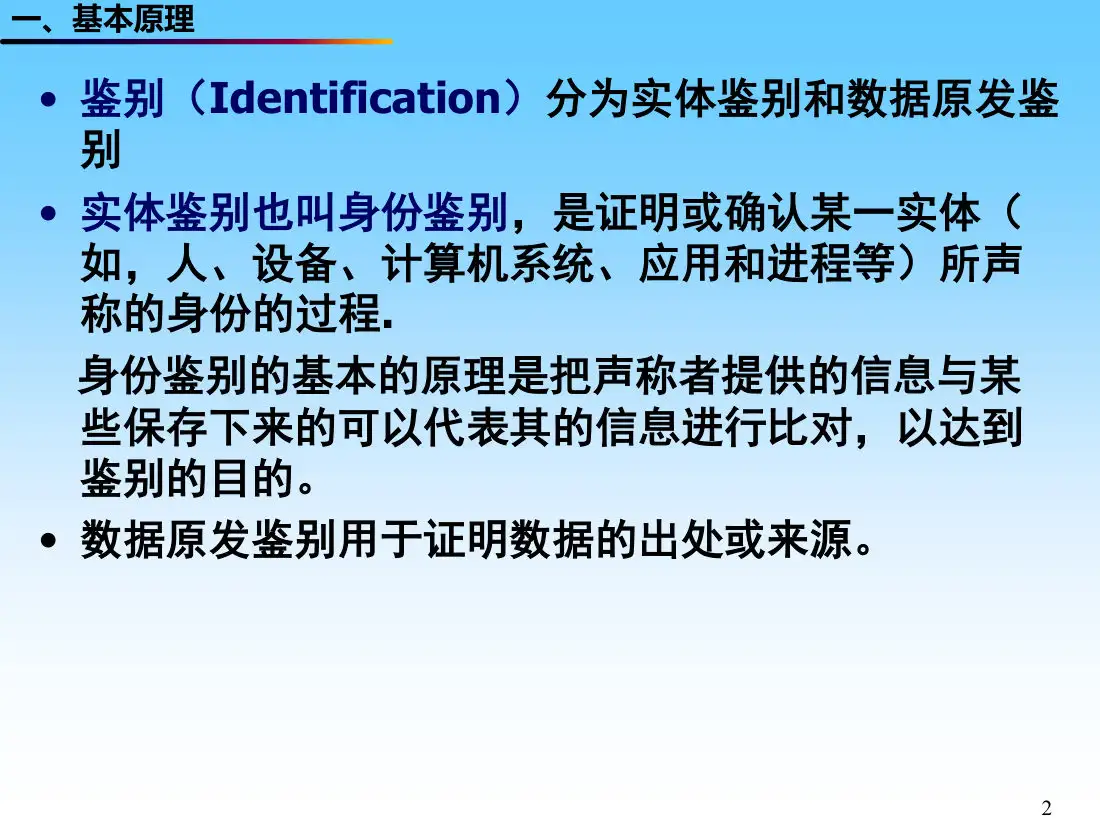 一、基本原理
• 鉴别（Identification）分为实体鉴别和数据原发鉴
别
• 实体鉴别也叫身份鉴别，是证明或确认某一实体（
如，人、设备、计算机系统、应用和进程等）所声
称的身份的过程.
身份鉴别的基本的原理是把声称者提供的信息与某
些保存下来的可以代表其的信息进行比对，以达到
鉴别的目的。
• 数据原发鉴别用于证明数据的出处或来源。
2